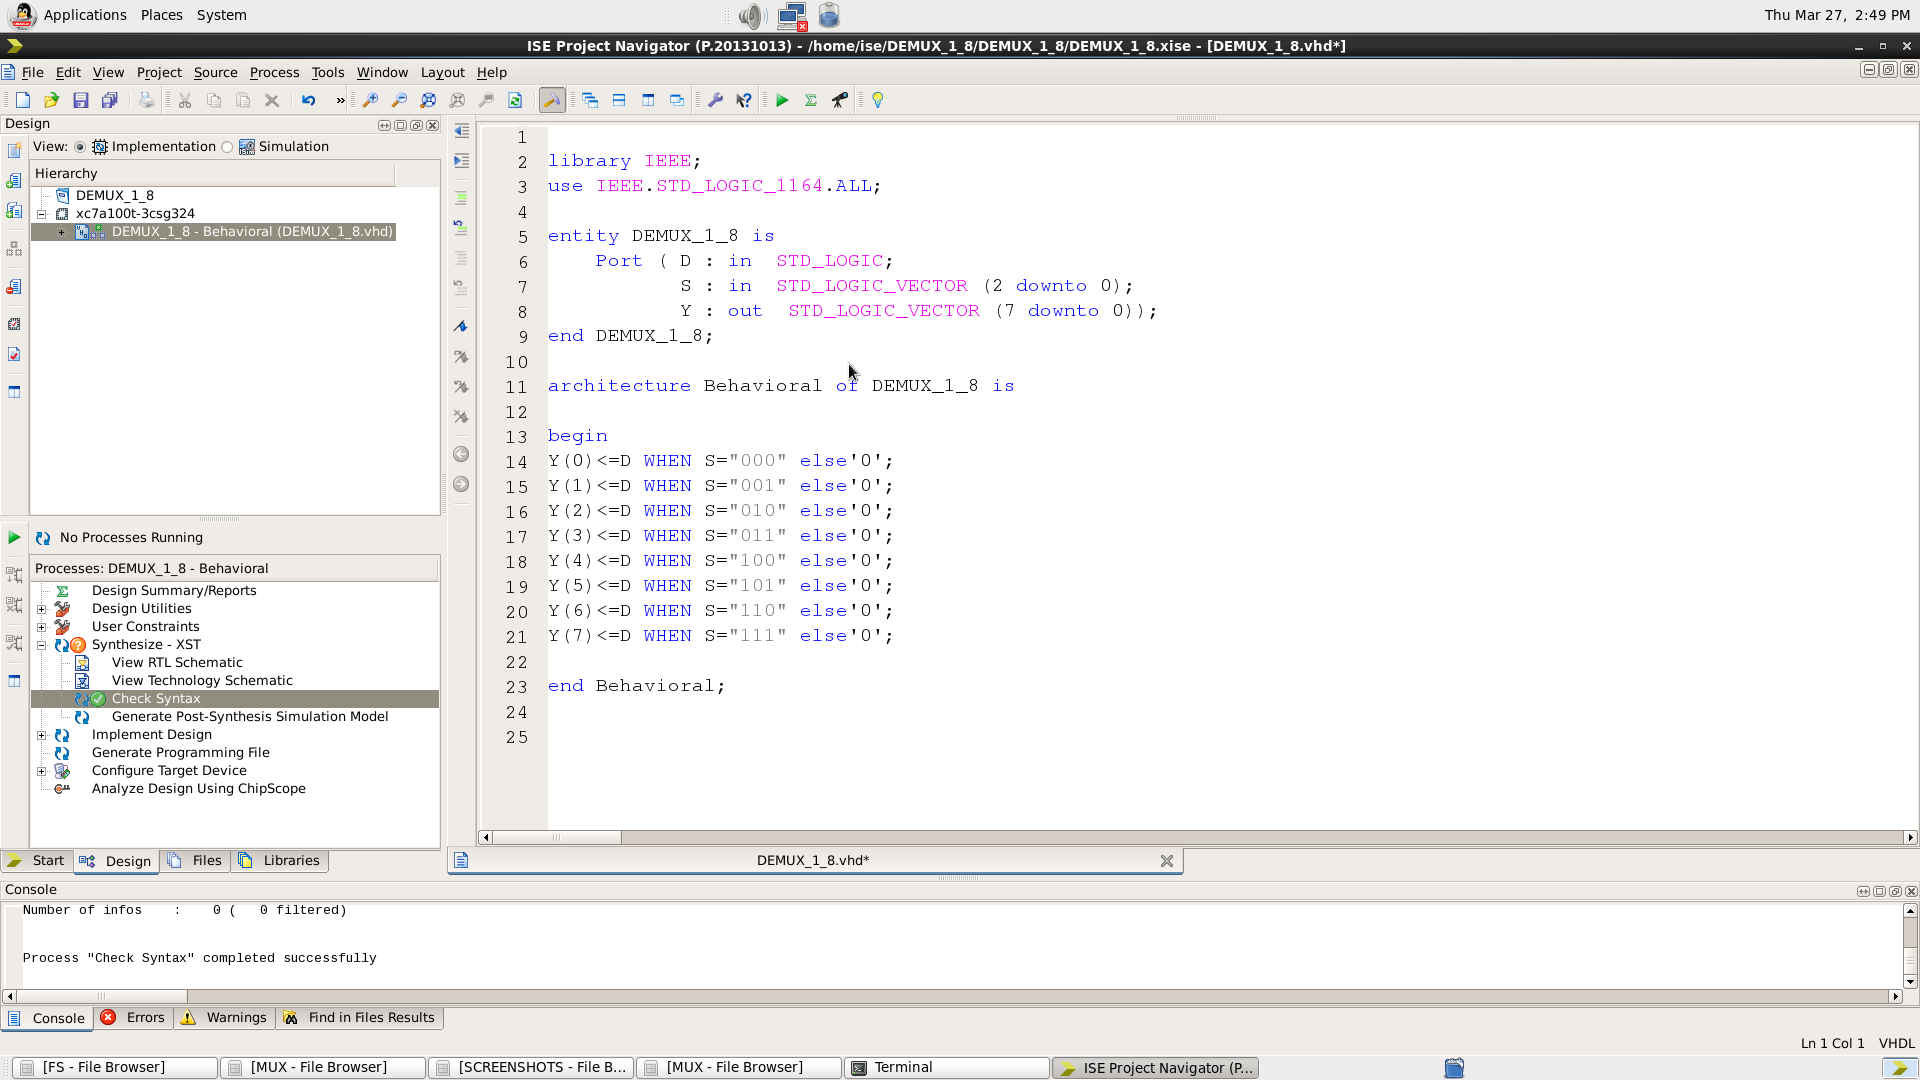 Applications Places System
Thu Mar 27, 2:49 PM
ISE Project Navigator (P.20131013) - /home/ise/DEMUX_1_8/DEMUX_1_8/DEMUX_1_8.xise - [DEMUX_1_8.vhd*]
File Edit View Project Source Process Tools Window Layout Help
»
Design
View: Implementation Simulation
Hierarchy
DEMUX_1_8
xc7a100t-3csg324
DEMUX_1_8 - Behavioral (DEMUX_1_8.vhd)
No Processes Running
Processes: DEMUX_1_8 - Behavioral
Design Summary/Reports
Design Utilities
User Constraints
Synthesize - XST
View RTL Schematic
View Technology Schematic
Check Syntax
Generate Post-Synthesis Simulation Model
Implement Design
Generate Programming File
Configure Target Device
Analyze Design Using ChipScope
Start Design Files Libraries
1
2 library IEEE;
3 use IEEE.STD_LOGIC_1164.ALL;
4
5 entity DEMUX_1_8 is
6 Port ( D : in STD_LOGIC;
7 S : in STD_LOGIC_VECTOR (2 downto 0);
8 Y : out STD_LOGIC_VECTOR (7 downto 0));
9 end DEMUX_1_8;
10
11 architecture Behavioral of DEMUX_1_8 is
12
13 begin
14 Y(0)<=D WHEN S="000" else'0';
15 Y(1)<=D WHEN S="001" else'0';
16 Y(2)<=D WHEN S="010" else'0';
17 Y(3)<=D WHEN S="011" else'0';
18 Y(4)<=D WHEN S="100" else'0';
19 Y(5)<=D WHEN S="101" else'0';
20 Y(6)<=D WHEN S="110" else'0';
21 Y(7)<=D WHEN S="111" else'0';
22
23 end Behavioral;
24
25
DEMUX_1_8.vhd*
Console
Number of infos : 0 ( 0 filtered)
Process "Check Syntax" completed successfully
Console Errors Warnings Find in Files Results
Ln 1 Col 1 VHDL
[FS - File Browser] [MUX - File Browser] [SCREENSHOTS - File B... [MUX - File Browser] Terminal ISE Project Navigator (P...